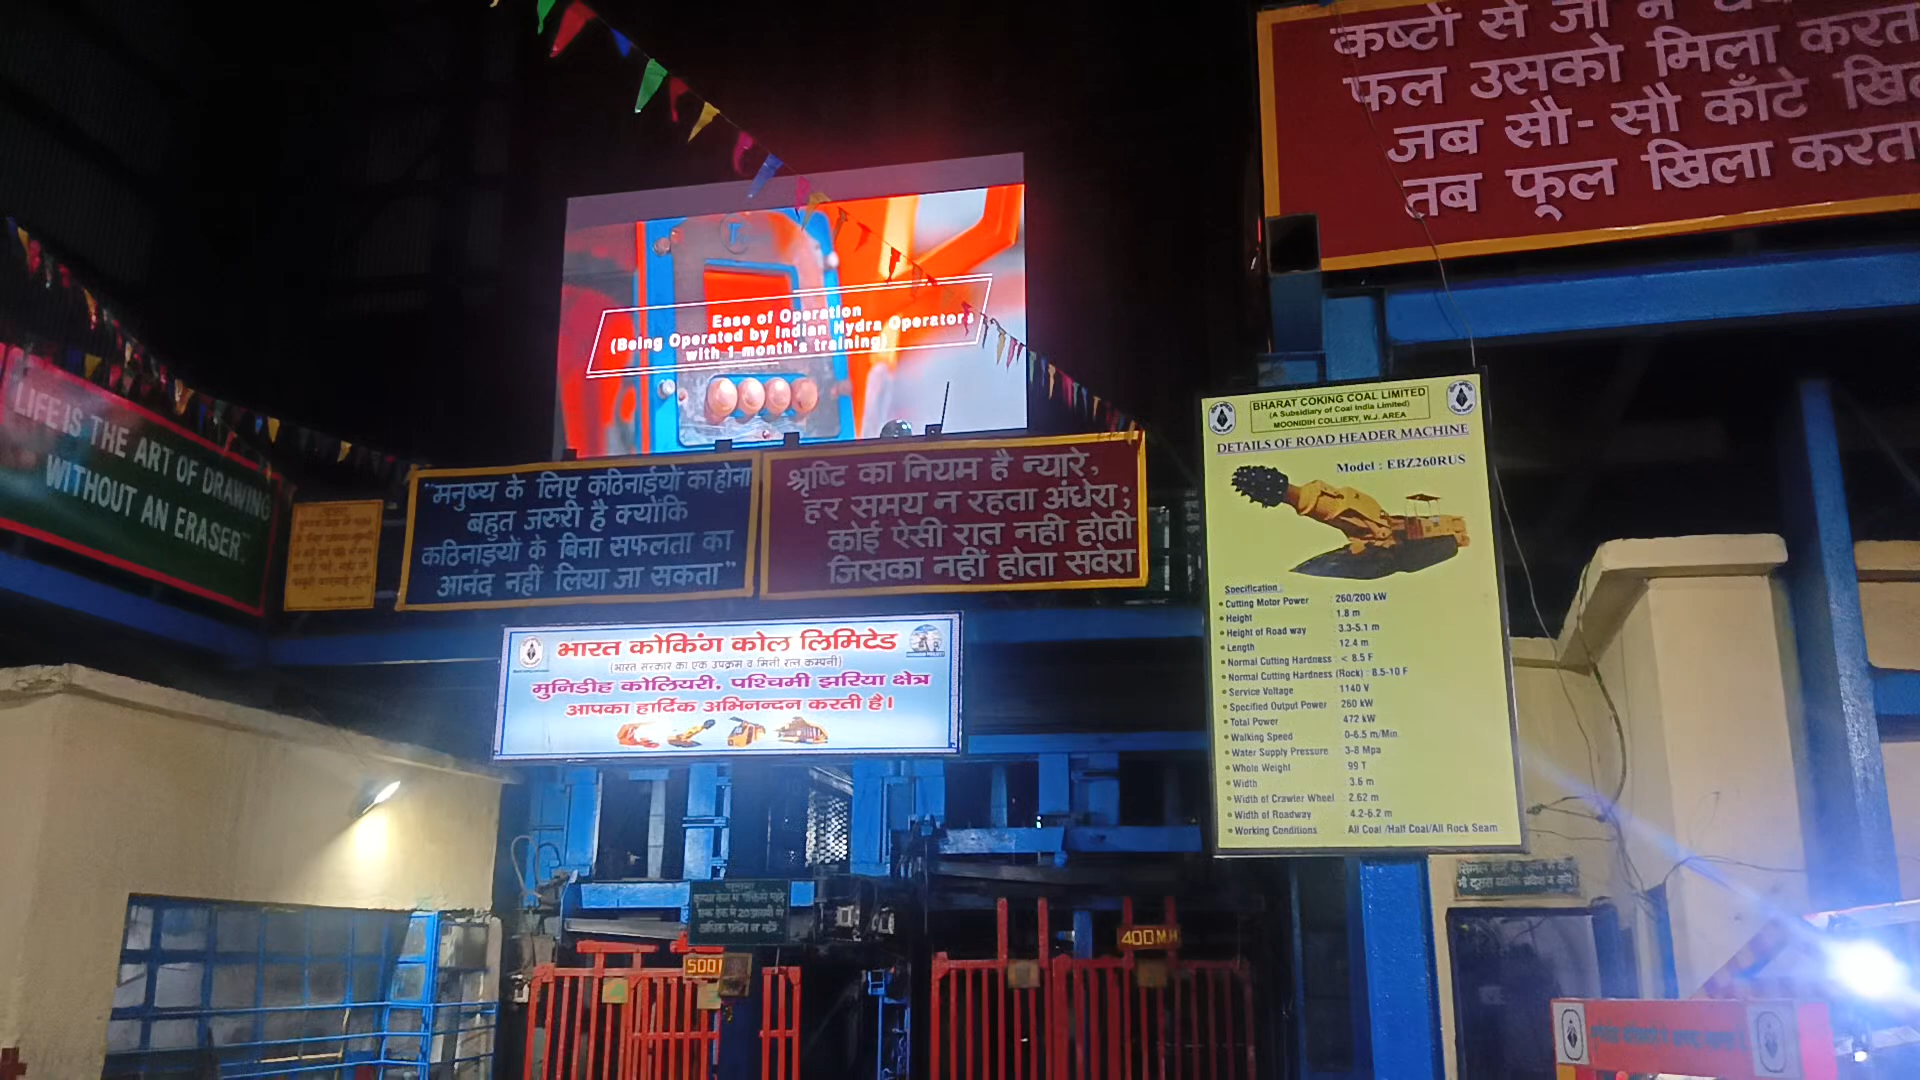 कष्टों से जो न
फल उसको मिला करता
जब सौ-सौ काँटे
तब फूल खिला करता
Ease of Operation
(Being Operated by Indian Hydra Operators
with 1 month's training)
LIFE IS THE ART OF DRAWING
WITHOUT AN ERASER."
"मनुष्य के लिए कठिनाईयों का होना
बहुत जरुरी है क्योंकि
कठिनाइयों के बिना सफलता का
आनंद नहीं लिया जा सकता"
श्रृष्टि का नियम है न्यारे,
हर समय न रहता अंधेरा;
कोई ऐसी रात नही होती
जिसका नहीं होता सवेरा
भारत कोकिंग कोल लिमिटेड
(भारत सरकार का एक उपक्रम व मिनी रत्न कम्पनी)
मुनिडीह कोलियरी, पश्चिमी झरिया क्षेत्र
आपका हार्दिक अभिनन्दन करती है।
BHARAT COKING COAL LIMITED
(A Subsidiary of Coal India Limited)
MOONIDIH COLLIERY, W.J. AREA
DETAILS OF ROAD HEADER MACHINE
Model : EBZ260RUS
Specification :
• Cutting Motor Power : 260/200 kW
• Height : 1.8 m
• Height of Road way : 3.3-5.1 m
• Length : 12.4 m
• Normal Cutting Hardness : < 8.5 F
• Normal Cutting Hardness (Rock) : 8.5-10 F
• Service Voltage : 1140 V
• Specified Output Power : 260 kW
• Total Power : 472 kW
• Walking Speed : 0-6.5 m/Min.
• Water Supply Pressure : 3-8 Mpa
• Whole Weight : 99 T
• Width : 3.6 m
• Width of Crawler Wheel : 2.62 m
• Width of Roadway : 4.2-6.2 m
• Working Conditions : All Coal /Half Coal/All Rock Seam
500
400 M.H